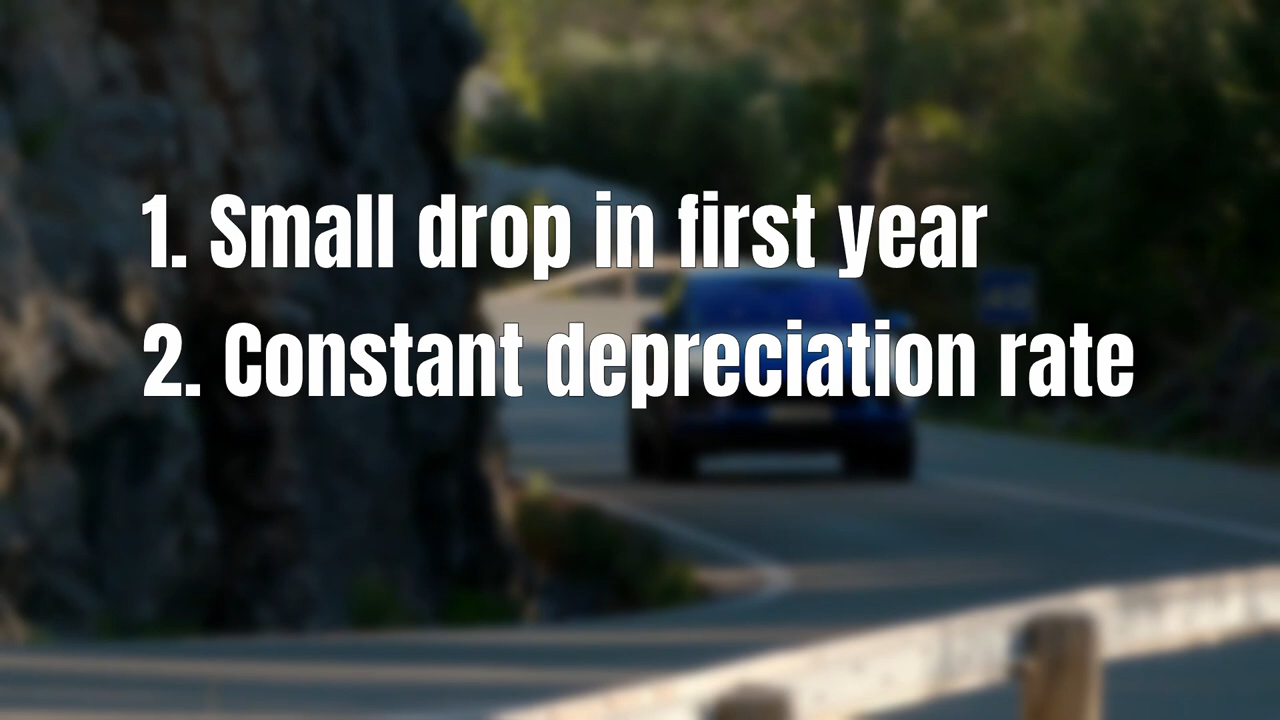 1. Small drop in first year
2. Constant depreciation rate